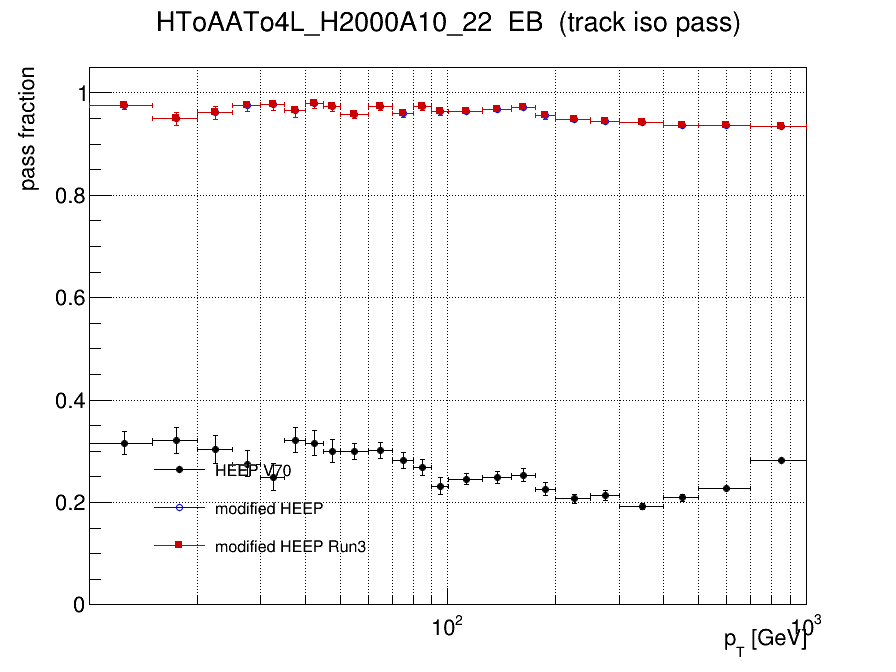 HToAATo4L_H2000A10_22 EB (track iso pass)
pass fraction
1
0.8
0.6
0.4
0.2
0
HEEP V70
modified HEEP
modified HEEP Run3
10²
10³
p_T [GeV]